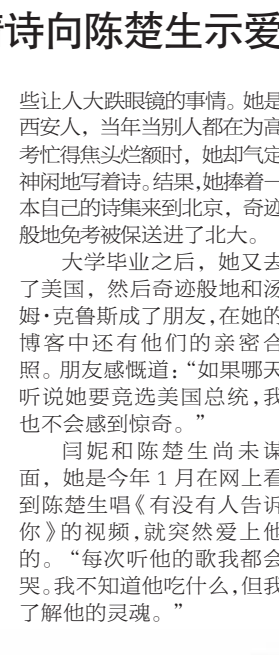 诗向陈楚生示爱
些让人大跌眼镜的事情。她是
西安人，当年当别人都在为高
考忙得焦头烂额时，她却气定
神闲地写着诗。结果，她捧着一
本自己的诗集来到北京，奇迹
般地免考被保送进了北大。
大学毕业之后，她又去
了美国，然后奇迹般地和汤
姆·克鲁斯成了朋友，在她的
博客中还有他们的亲密合
照。朋友感慨道：“如果哪天
听说她要竞选美国总统，我
也不会感到惊奇。”
闫妮和陈楚生尚未谋
面，她是今年 1 月在网上看
到陈楚生唱《有没有人告诉
你》的视频，就突然爱上他
的。“每次听他的歌我都会
哭。我不知道他吃什么，但我
了解他的灵魂。”